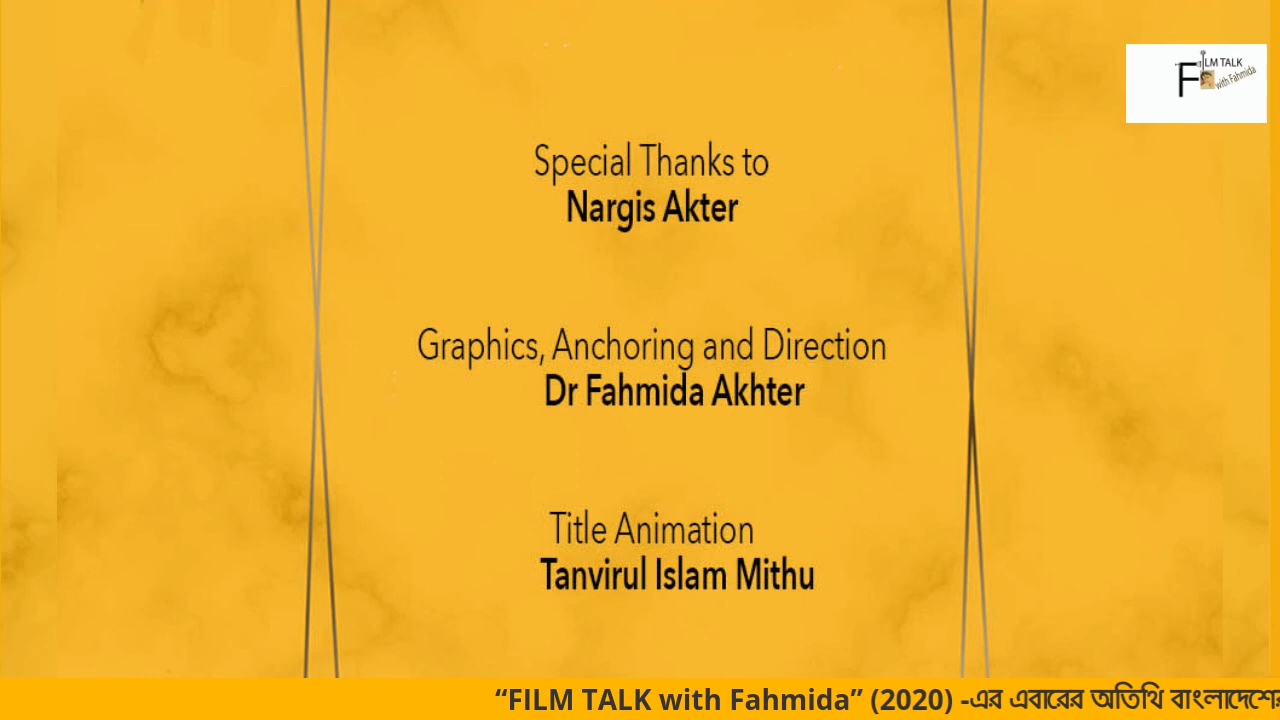 FILM TALK
with Fahmida
Special Thanks to
Nargis Akter
Graphics, Anchoring and Direction
Dr Fahmida Akhter
Title Animation
Tanvirul Islam Mithu
“FILM TALK with Fahmida” (2020) -এর এবারের অতিথি বাংলাদেশের